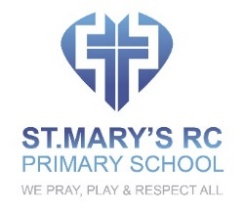 ST.MARY'S RC
PRIMARY SCHOOL
WE PRAY, PLAY & RESPECT ALL